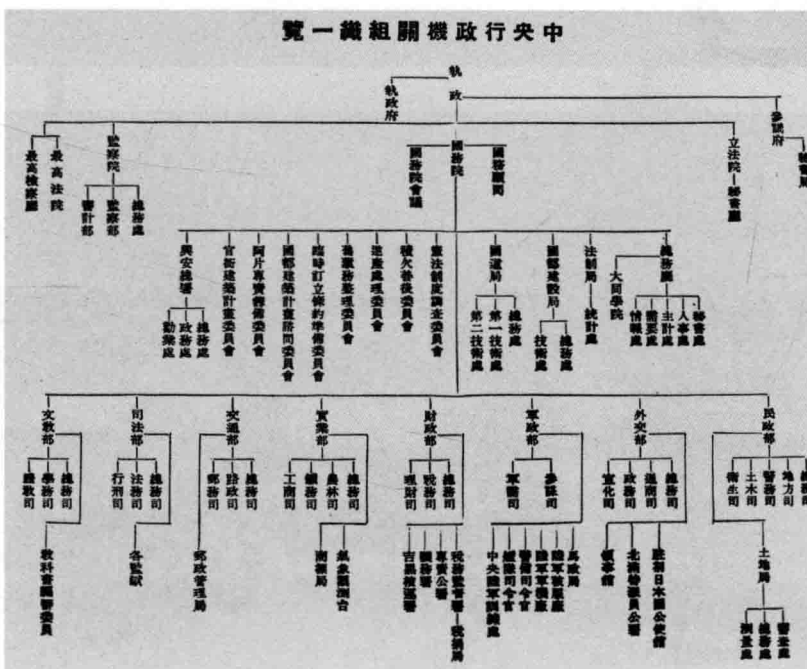 中央行政機關組織一覽
執政
執政府
參議府
秘書局
立法院
秘書廳
國務院
國務顧問
國務院會議
監察院
總務處
監察部
審計部
最高法院
最高檢察廳
總務廳
秘書處
人事處
主計處
需要處
情報處
大同學院
法制局
統計處
國都建設局
總務處
技術處
國道局
總務處
第一技術處
第二技術處
憲法制度調查委員會
積欠善後委員會
逆產處理委員會
舊債務整理委員會
臨時訂立條約準備委員會
國都建築計畫諮問委員會
阿片專賣籌備委員會
官衙建築計畫委員會
興安總署
總務處
政務處
勸業處
民政部
總務司
地方司
警務司
土木司
衛生司
土地局
審査處
總務處
測量處
外交部
總務司
通商司
政務司
宣化司
駐剳日本國公使館
北滿特派員公署
領事館
軍政部
參謀司
軍需司
馬政局
陸軍被服廠
陸軍軍械廠
警備司令官
艦隊司令官
中央陸軍訓練處
財政部
總務司
稅務司
理財司
稅務監督署
稅捐局
專賣公署
鹽務署
吉黑榷運署
實業部
總務司
農林司
礦務司
工商司
氣象觀測台
商標局
交通部
總務司
路政司
郵務司
郵政管理局
司法部
總務司
法務司
行刑司
各監獄
文教部
總務司
學務司
禮教司
教科書編審委員